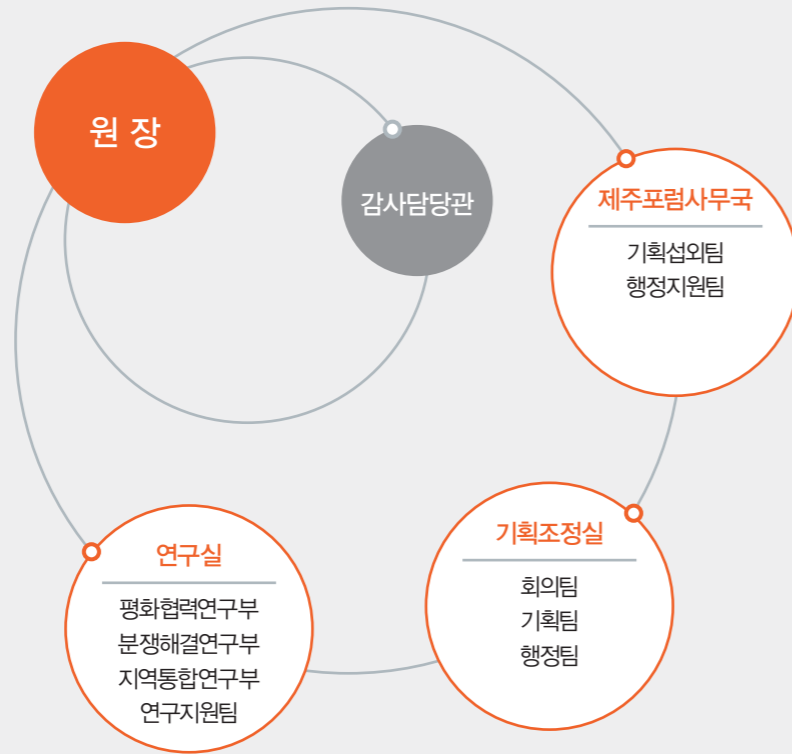 원 장
감사담당관
제주포럼사무국
기획섭외팀
행정지원팀
기획조정실
회의팀
기획팀
행정팀
연구실
평화협력연구부
분쟁해결연구부
지역통합연구부
연구지원팀